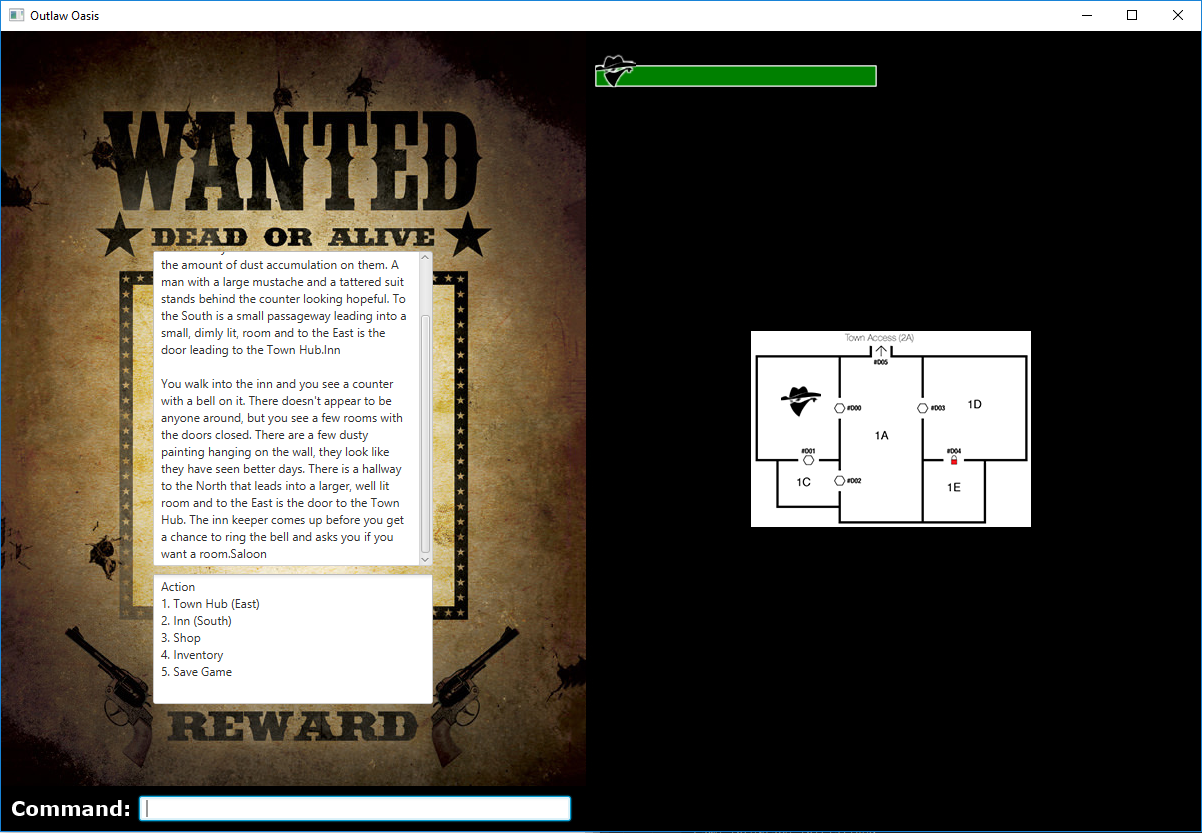 Outlaw Oasis
WANTED
DEAD OR ALIVE
the amount of dust accumulation on them. A
man with a large mustache and a tattered suit
stands behind the counter looking hopeful. To
the South is a small passageway leading into a
small, dimly lit, room and to the East is the
door leading to the Town Hub.Inn
You walk into the inn and you see a counter
with a bell on it. There doesn't appear to be
anyone around, but you see a few rooms with
the doors closed. There are a few dusty
painting hanging on the wall, they look like
they have seen better days. There is a hallway
to the North that leads into a larger, well lit
room and to the East is the door to the Town
Hub. The inn keeper comes up before you get
a chance to ring the bell and asks you if you
want a room.Saloon
Action
1. Town Hub (East)
2. Inn (South)
3. Shop
4. Inventory
5. Save Game
REWARD
Command:
Town Access (2A)
#D05
#D00
#D03
1D
1A
#D01
#D04
1C
#D02
1E